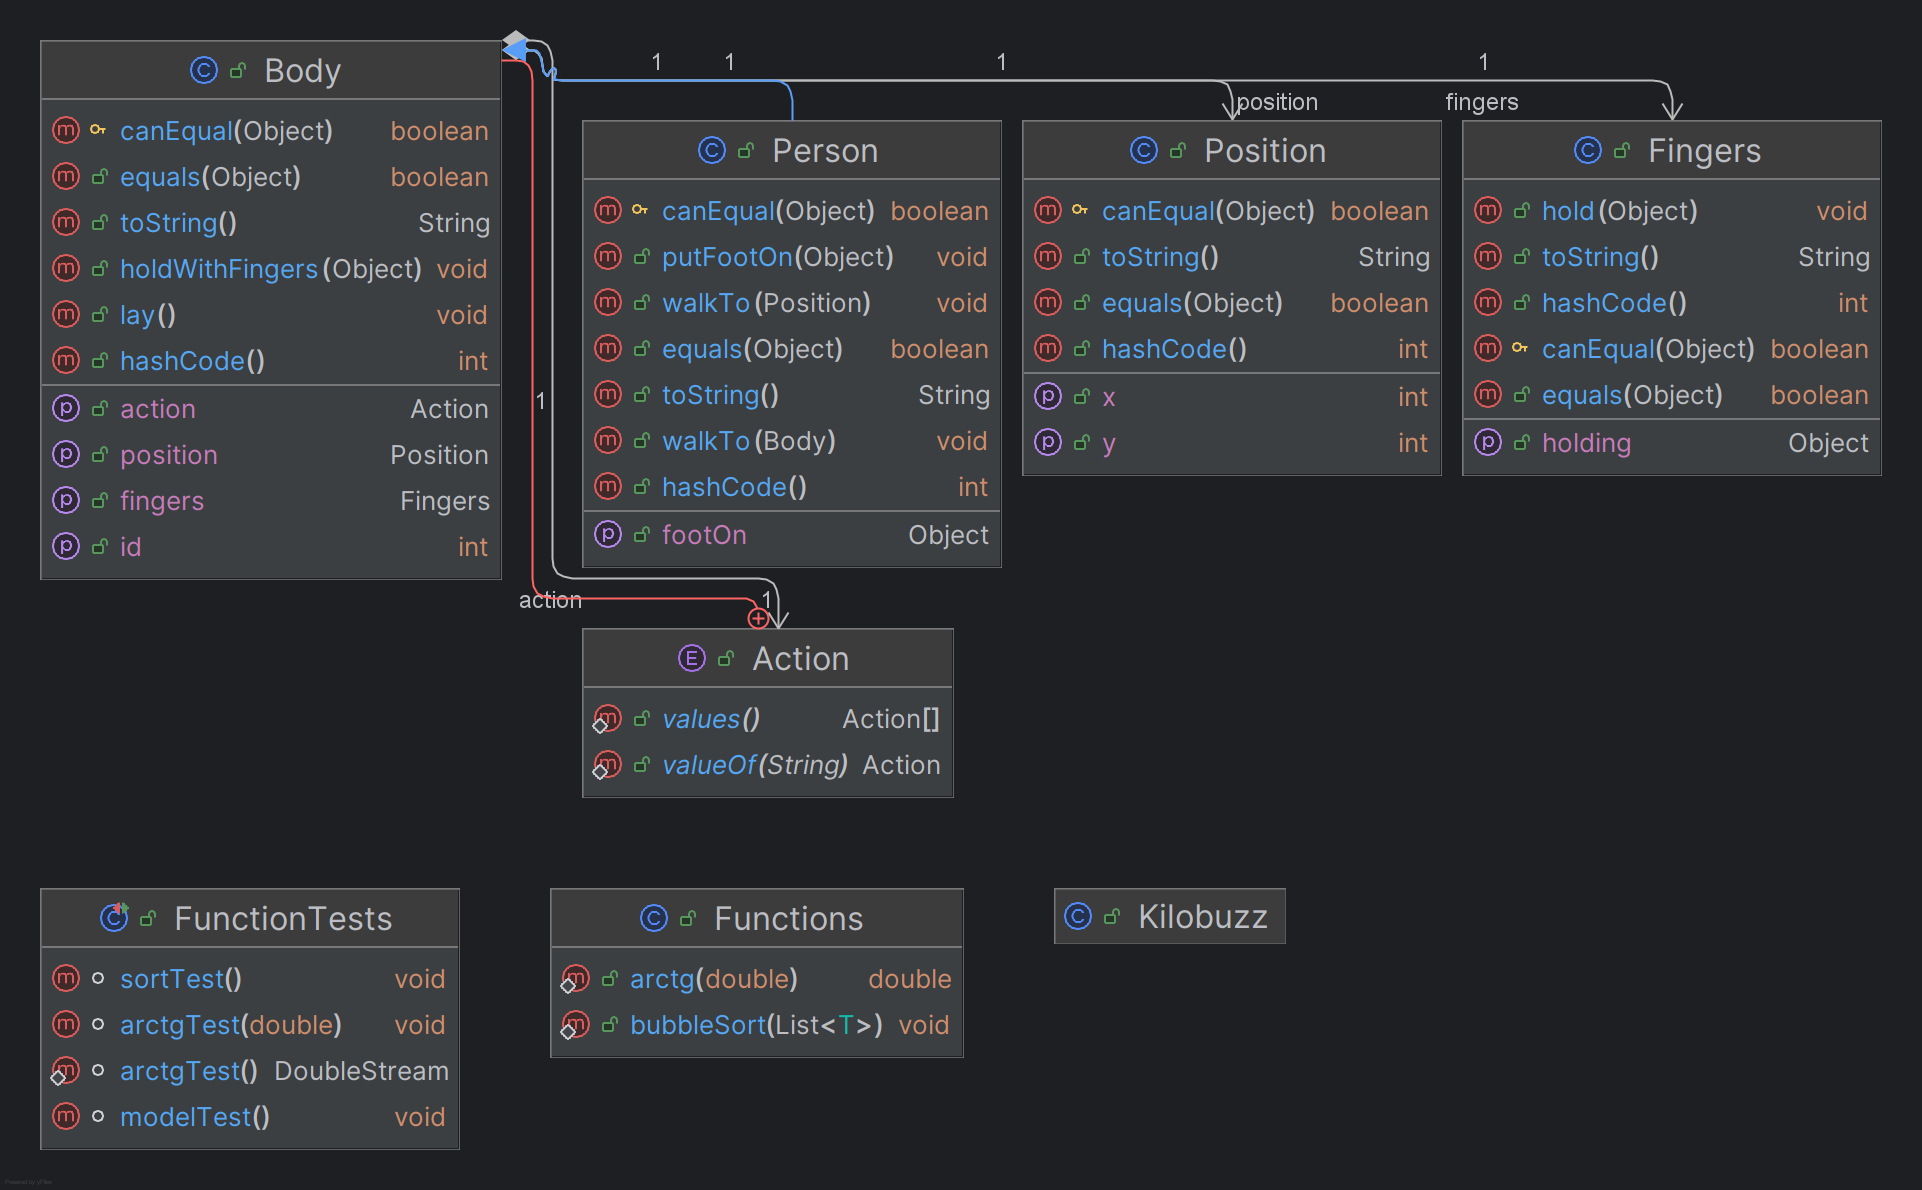 Body
canEqual(Object) boolean
equals(Object) boolean
toString() String
holdWithFingers(Object) void
lay() void
hashCode() int
action Action
position Position
fingers Fingers
id int
1 1 1 1
position fingers
Person
canEqual(Object) boolean
putFootOn(Object) void
walkTo(Position) void
equals(Object) boolean
toString() String
walkTo(Body) void
hashCode() int
footOn Object
Position
canEqual(Object) boolean
toString() String
equals(Object) boolean
hashCode() int
x int
y int
Fingers
hold(Object) void
toString() String
hashCode() int
canEqual(Object) boolean
equals(Object) boolean
holding Object
1
action 1
Action
values() Action[]
valueOf(String) Action
FunctionTests
sortTest() void
arctgTest(double) void
arctgTest() DoubleStream
modelTest() void
Functions
arctg(double) double
bubbleSort(List<T>) void
Kilobuzz
Powered by yFiles